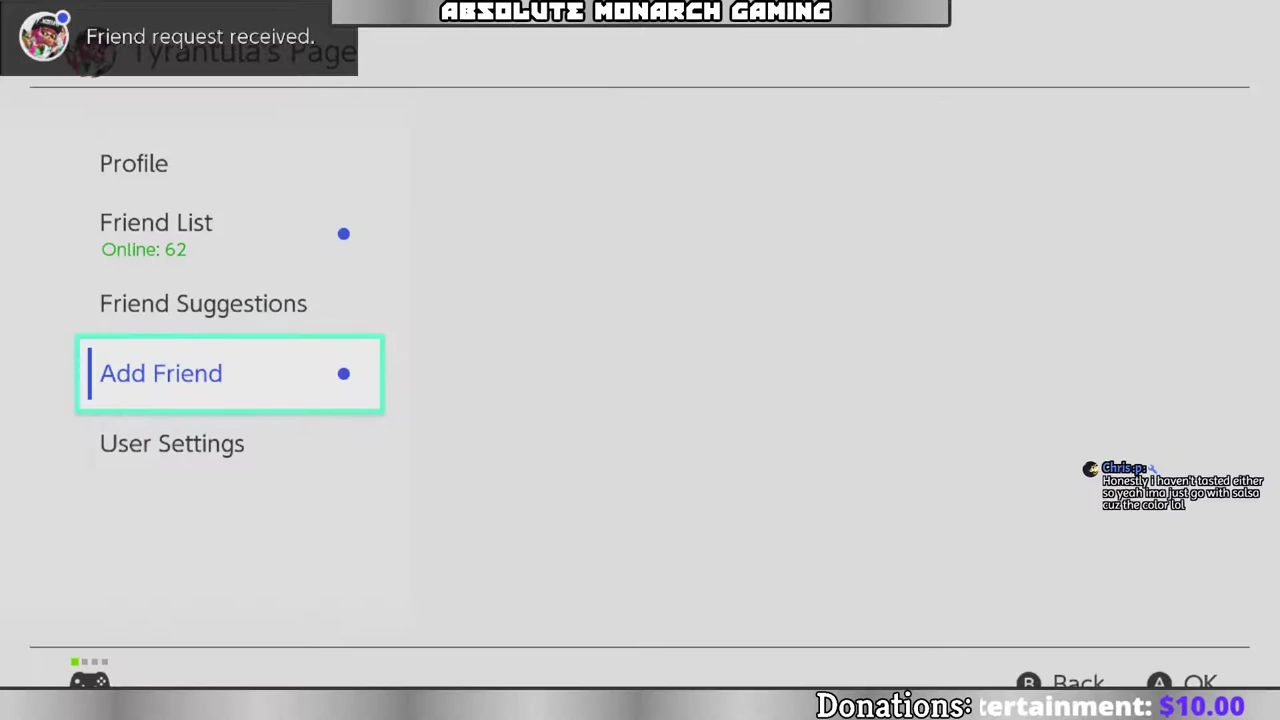 ABSOLUTE MONARCH GAMING
Friend request received.
Tyrantula's Page
Profile
Friend List
Online: 62
Friend Suggestions
Add Friend
User Settings
Chris :p:
Honestly i haven't tasted either
so yeah ima just go with salsa
cuz the color lol
B Back A OK
Donations: tertainment: $10.00